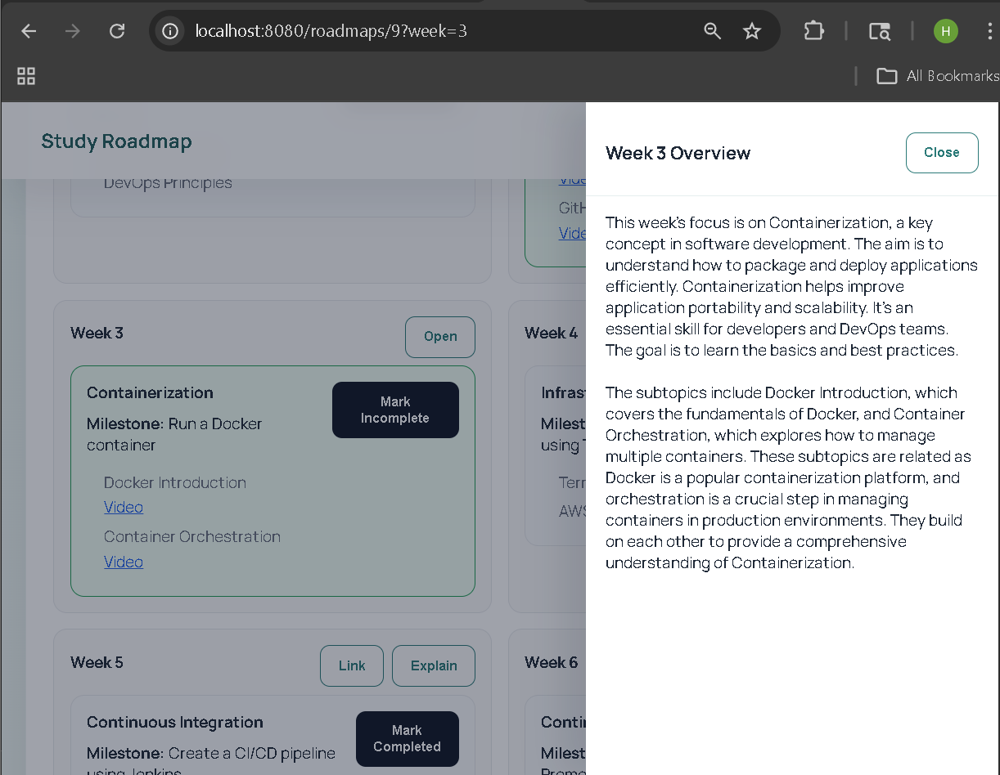 localhost:8080/roadmaps/9?week=3
H
All Bookmarks
Study Roadmap
DevOps Principles
Week 3
Open
Containerization
Mark
Incomplete
Milestone: Run a Docker
container
Docker Introduction
Video
Container Orchestration
Video
Week 5
Link
Explain
Continuous Integration
Mark
Completed
Milestone: Create a CI/CD pipeline
using Jenkins
Video
GitH
Vide
Week 4
Infras
Milest
using T
Terr
AWS
Week 6
Conti
Milest
Prome
Week 3 Overview
Close
This week's focus is on Containerization, a key
concept in software development. The aim is to
understand how to package and deploy applications
efficiently. Containerization helps improve
application portability and scalability. It's an
essential skill for developers and DevOps teams.
The goal is to learn the basics and best practices.
The subtopics include Docker Introduction, which
covers the fundamentals of Docker, and Container
Orchestration, which explores how to manage
multiple containers. These subtopics are related as
Docker is a popular containerization platform, and
orchestration is a crucial step in managing
containers in production environments. They build
on each other to provide a comprehensive
understanding of Containerization.